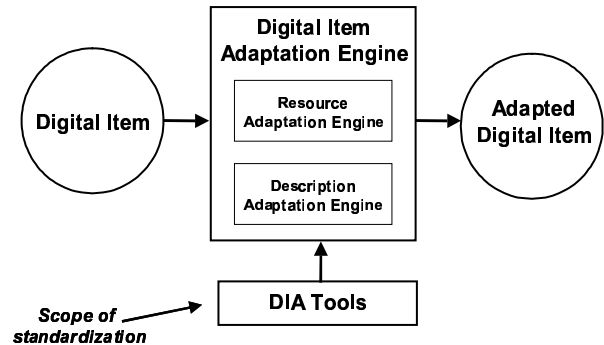 Digital Item
Adaptation Engine
Resource
Adaptation Engine
Description
Adaptation Engine
Digital Item
Adapted
Digital Item
DIA Tools
Scope of
standardization